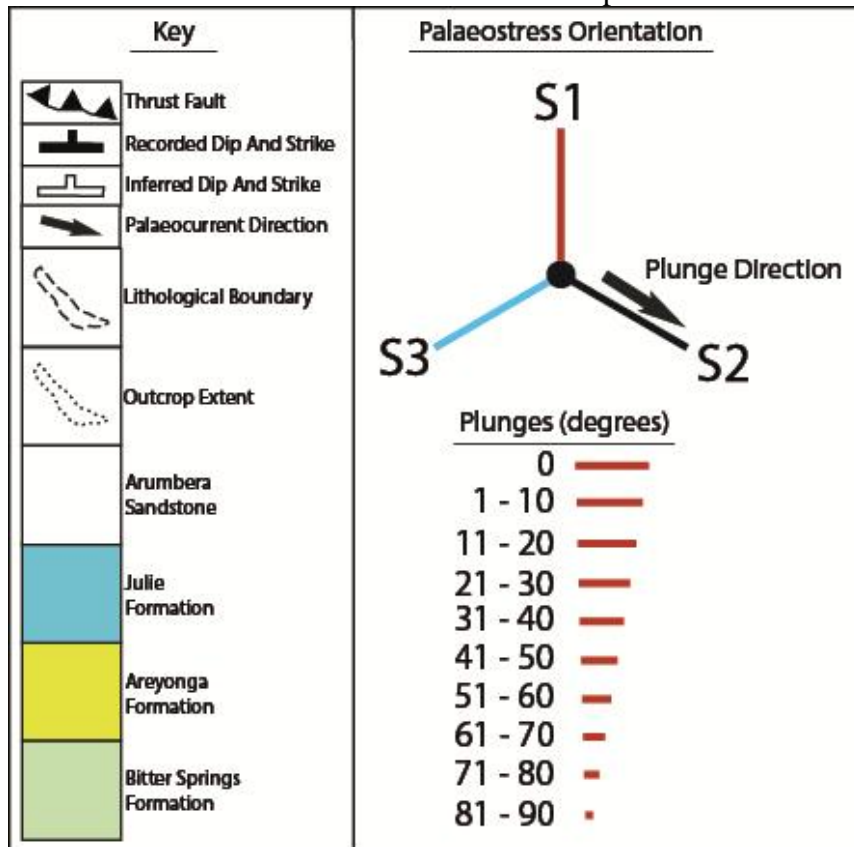 Key
Thrust Fault
Recorded Dip And Strike
Inferred Dip And Strike
Palaeocurrent Direction
Lithological Boundary
Outcrop Extent
Arumbera
Sandstone
Julie
Formation
Areyonga
Formation
Bitter Springs
Formation
Palaeostress Orientation
S1
Plunge Direction
S3
S2
Plunges (degrees)
0
1 - 10
11 - 20
21 - 30
31 - 40
41 - 50
51 - 60
61 - 70
71 - 80
81 - 90